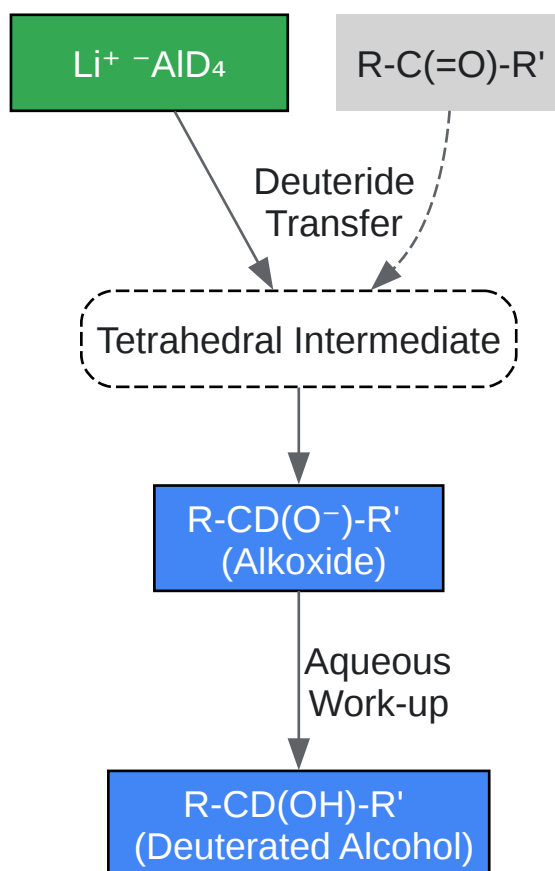 Li⁺ ⁻AlD₄
R-C(=O)-R'
Deuteride
Transfer
Tetrahedral Intermediate
R-CD(O⁻)-R'
(Alkoxide)
Aqueous
Work-up
R-CD(OH)-R'
(Deuterated Alcohol)